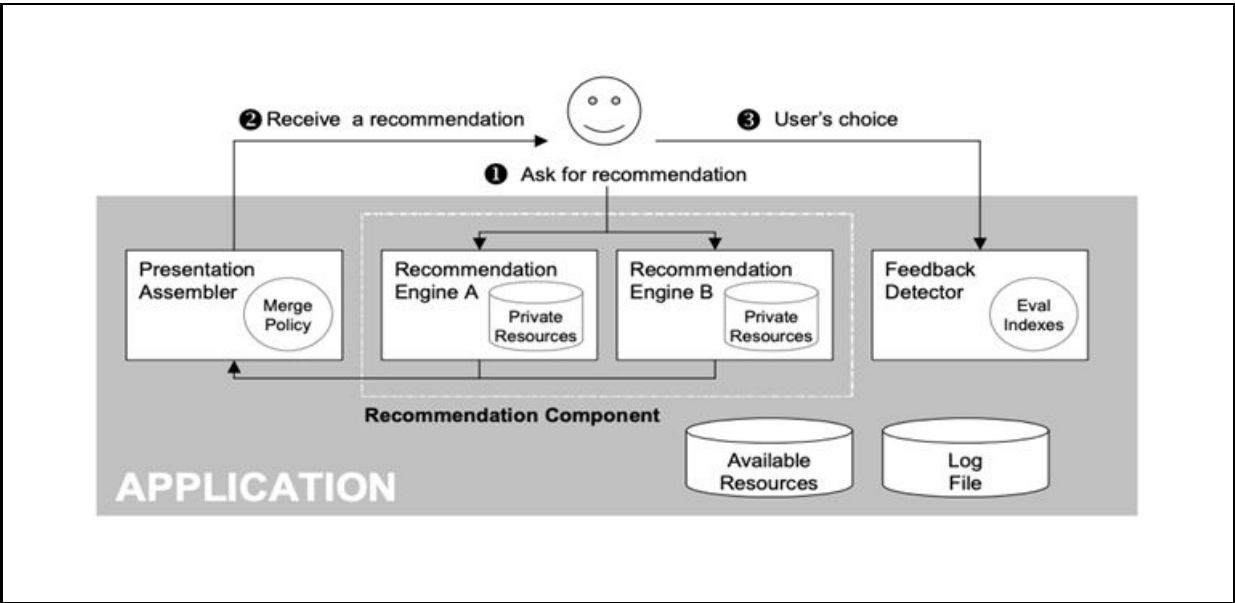 ❷ Receive a recommendation
❸ User's choice
❶ Ask for recommendation
Presentation
Assembler
Merge
Policy
Recommendation
Engine A
Private
Resources
Recommendation
Engine B
Private
Resources
Feedback
Detector
Eval
Indexes
Recommendation Component
Available
Resources
Log
File
APPLICATION